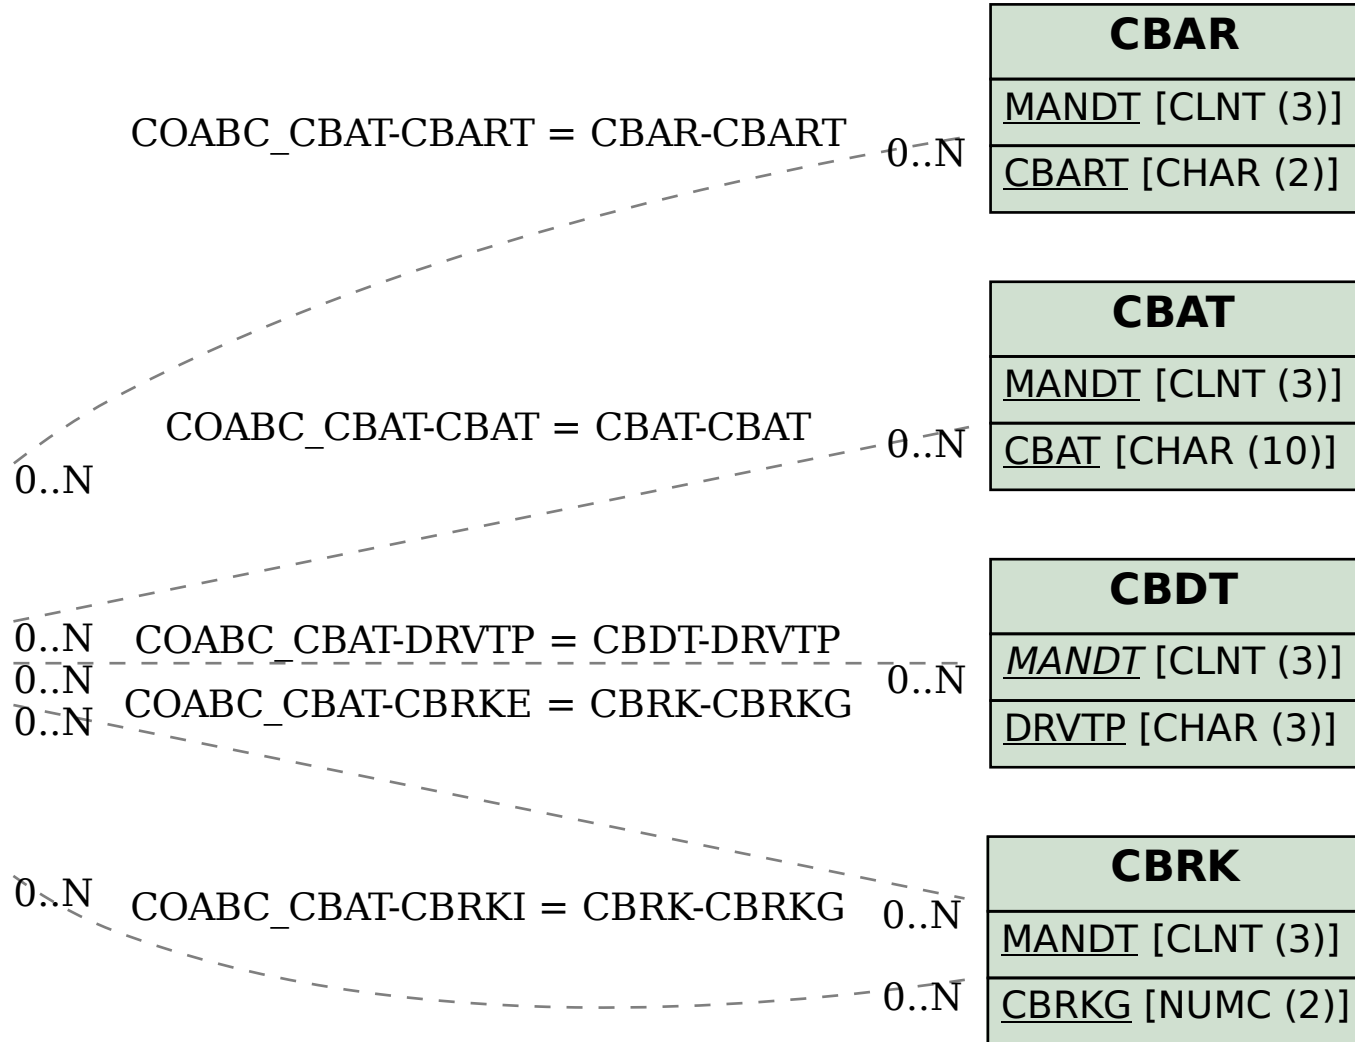 CBAR
MANDT [CLNT (3)]
COABC_CBAT-CBART = CBAR-CBART
0..N
CBART [CHAR (2)]
CBAT
MANDT [CLNT (3)]
COABC_CBAT-CBAT = CBAT-CBAT
0..N
CBAT [CHAR (10)]
0..N
CBDT
0..N
COABC_CBAT-DRVTP = CBDT-DRVTP
MANDT [CLNT (3)]
0..N
0..N
0..N
COABC_CBAT-CBRKE = CBRK-CBRKG
DRVTP [CHAR (3)]
CBRK
0..N
COABC_CBAT-CBRKI = CBRK-CBRKG
0..N
MANDT [CLNT (3)]
0..N
CBRKG [NUMC (2)]